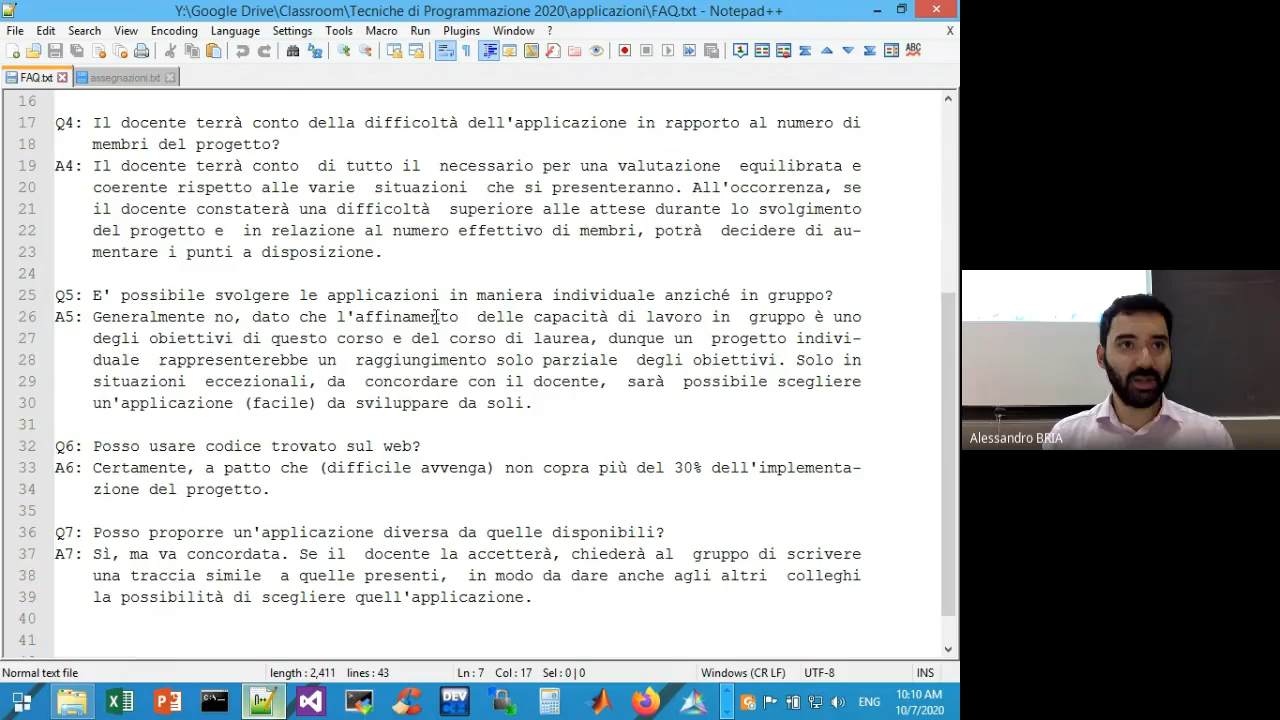 Y:\Google Drive\Classroom\Tecniche di Programmazione 2020\applicazioni\FAQ.txt - Notepad++
File Edit Search View Encoding Language Settings Tools Macro Run Plugins Window ? X
FAQ.txt assegnazioni.txt
16
17 Q4: Il docente terrà conto della difficoltà dell'applicazione in rapporto al numero di
18 membri del progetto?
19 A4: Il docente terrà conto di tutto il necessario per una valutazione equilibrata e
20 coerente rispetto alle varie situazioni che si presenteranno. All'occorrenza, se
21 il docente constaterà una difficoltà superiore alle attese durante lo svolgimento
22 del progetto e in relazione al numero effettivo di membri, potrà decidere di au-
23 mentare i punti a disposizione.
24
25 Q5: E' possibile svolgere le applicazioni in maniera individuale anziché in gruppo?
26 A5: Generalmente no, dato che l'affinamento delle capacità di lavoro in gruppo è uno
27 degli obiettivi di questo corso e del corso di laurea, dunque un progetto indivi-
28 duale rappresenterebbe un raggiungimento solo parziale degli obiettivi. Solo in
29 situazioni eccezionali, da concordare con il docente, sarà possibile scegliere
30 un'applicazione (facile) da sviluppare da soli.
31
32 Q6: Posso usare codice trovato sul web?
33 A6: Certamente, a patto che (difficile avvenga) non copra più del 30% dell'implementa-
34 zione del progetto.
35
36 Q7: Posso proporre un'applicazione diversa da quelle disponibili?
37 A7: Sì, ma va concordata. Se il docente la accetterà, chiederà al gruppo di scrivere
38 una traccia simile a quelle presenti, in modo da dare anche agli altri colleghi
39 la possibilità di scegliere quell'applicazione.
40
41
Alessandro BRIA
Normal text file length : 2,411 lines : 43 Ln : 7 Col : 17 Sel : 0 | 0 Windows (CR LF) UTF-8 INS
ENG
10:10 AM
10/7/2020